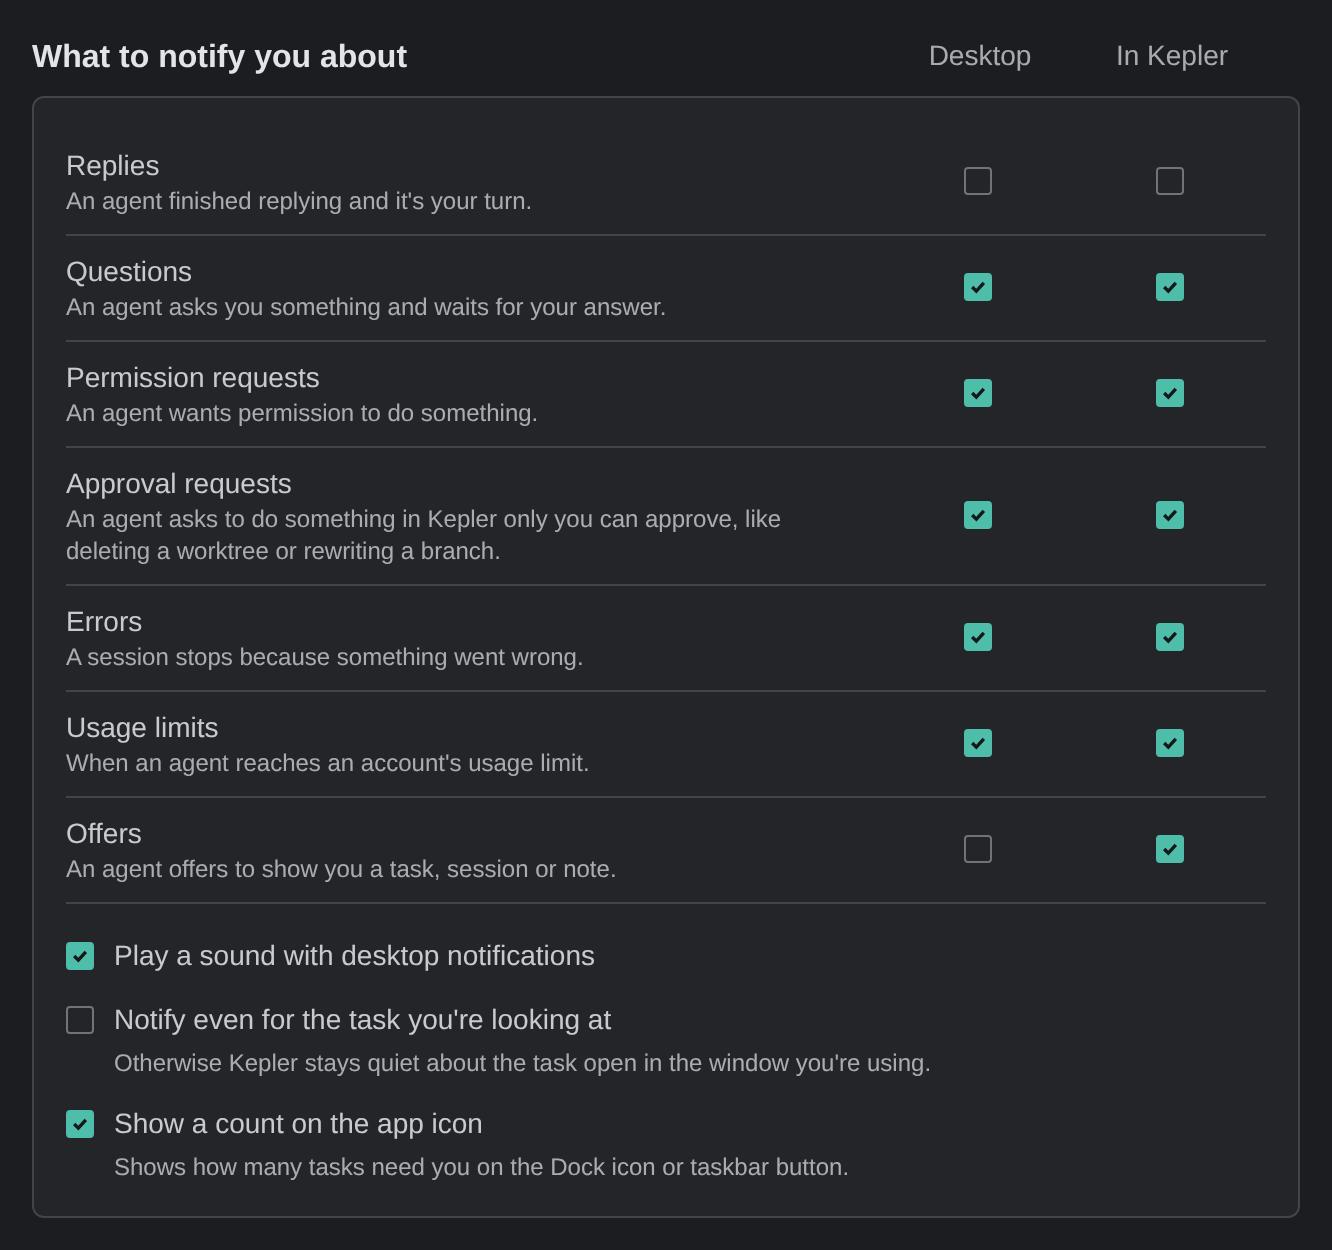 What to notify you about
Desktop
In Kepler
Replies
An agent finished replying and it's your turn.
Questions
An agent asks you something and waits for your answer.
Permission requests
An agent wants permission to do something.
Approval requests
An agent asks to do something in Kepler only you can approve, like
deleting a worktree or rewriting a branch.
Errors
A session stops because something went wrong.
Usage limits
When an agent reaches an account's usage limit.
Offers
An agent offers to show you a task, session or note.
Play a sound with desktop notifications
Notify even for the task you're looking at
Otherwise Kepler stays quiet about the task open in the window you're using.
Show a count on the app icon
Shows how many tasks need you on the Dock icon or taskbar button.